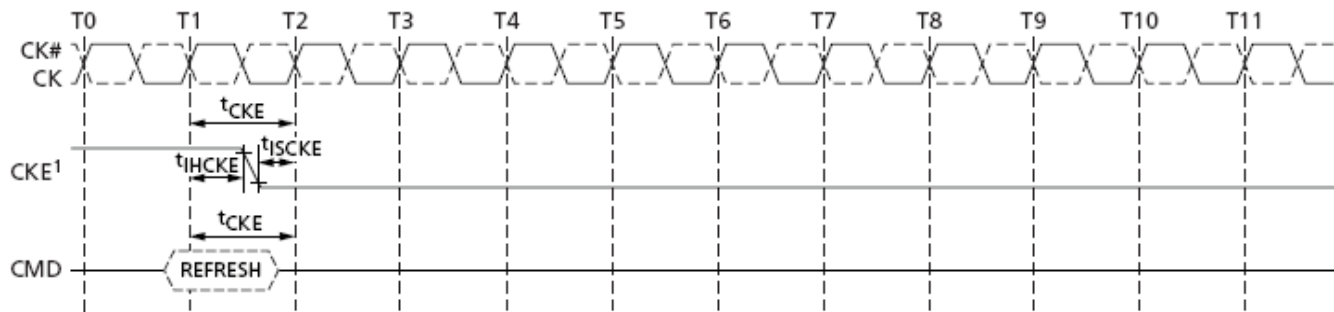 T0 T1 T2 T3 T4 T5 T6 T7 T8 T9 T10 T11
CK#
CK
tCKE
tISCKE
CKE1
tIHCKE
tCKE
CMD
REFRESH